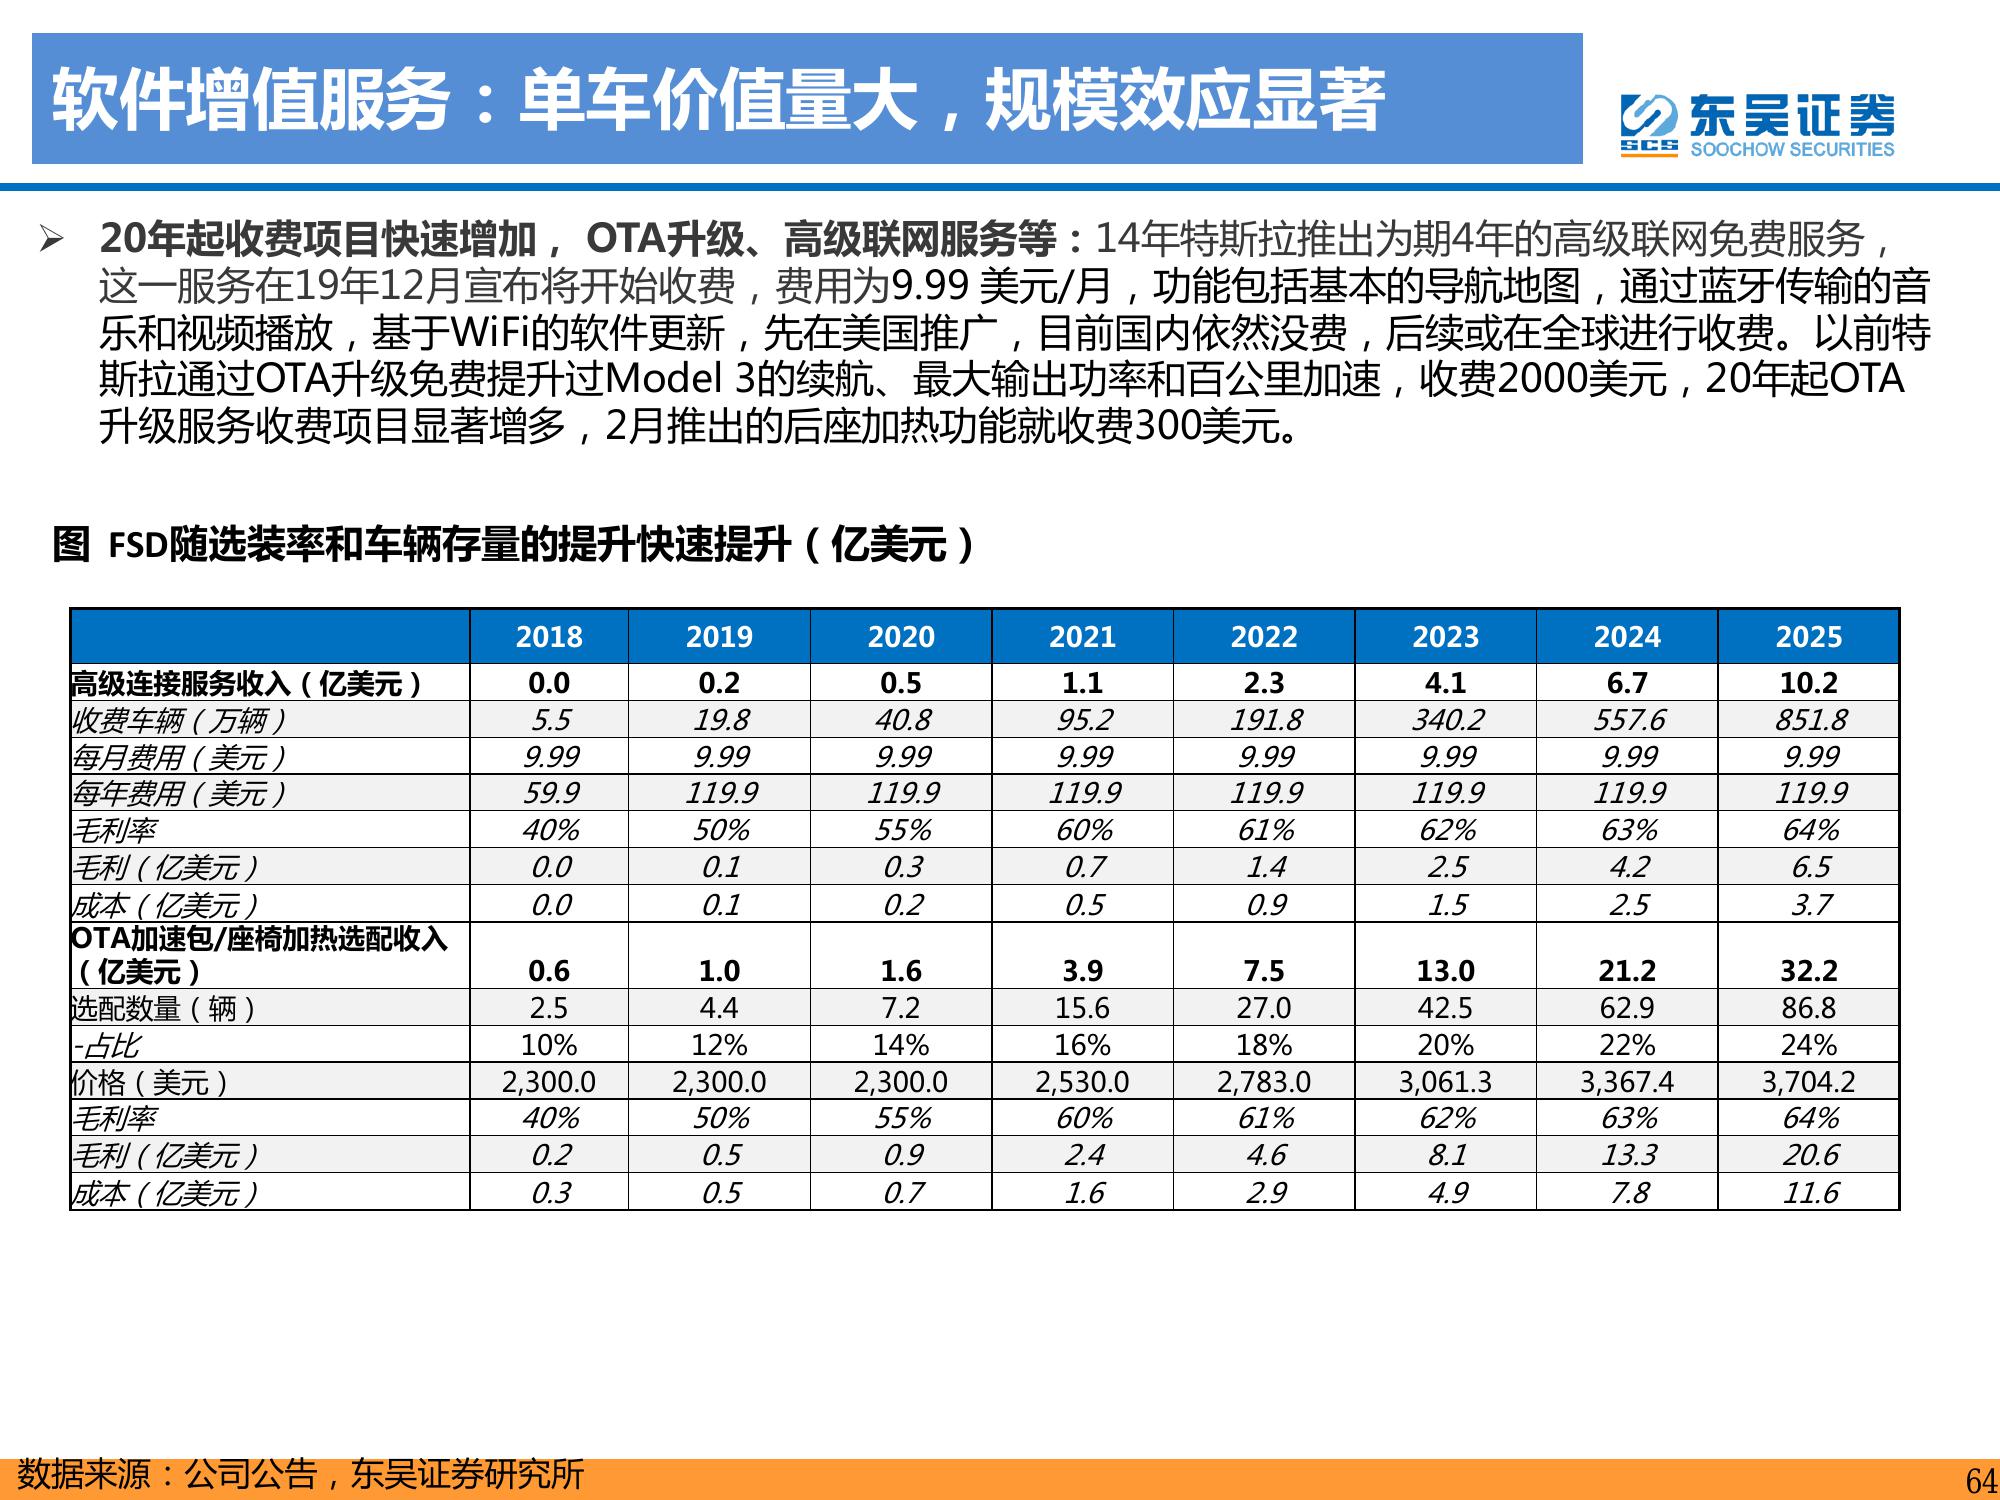 软件增值服务：单车价值量大，规模效应显著
东吴证券
SCS
SOOCHOW SECURITIES
➢ 20年起收费项目快速增加， OTA升级、高级联网服务等：14年特斯拉推出为期4年的高级联网免费服务，
这一服务在19年12月宣布将开始收费，费用为9.99 美元/月，功能包括基本的导航地图，通过蓝牙传输的音
乐和视频播放，基于WiFi的软件更新，先在美国推广，目前国内依然没费，后续或在全球进行收费。以前特
斯拉通过OTA升级免费提升过Model 3的续航、最大输出功率和百公里加速，收费2000美元，20年起OTA
升级服务收费项目显著增多，2月推出的后座加热功能就收费300美元。
图 FSD随选装率和车辆存量的提升快速提升（亿美元）
2018 2019 2020 2021 2022 2023 2024 2025
高级连接服务收入（亿美元） 0.0 0.2 0.5 1.1 2.3 4.1 6.7 10.2
收费车辆（万辆） 5.5 19.8 40.8 95.2 191.8 340.2 557.6 851.8
每月费用（美元） 9.99 9.99 9.99 9.99 9.99 9.99 9.99 9.99
每年费用（美元） 59.9 119.9 119.9 119.9 119.9 119.9 119.9 119.9
毛利率 40% 50% 55% 60% 61% 62% 63% 64%
毛利（亿美元） 0.0 0.1 0.3 0.7 1.4 2.5 4.2 6.5
成本（亿美元） 0.0 0.1 0.2 0.5 0.9 1.5 2.5 3.7
OTA加速包/座椅加热选配收入
（亿美元） 0.6 1.0 1.6 3.9 7.5 13.0 21.2 32.2
选配数量（辆） 2.5 4.4 7.2 15.6 27.0 42.5 62.9 86.8
-占比 10% 12% 14% 16% 18% 20% 22% 24%
价格（美元） 2,300.0 2,300.0 2,300.0 2,530.0 2,783.0 3,061.3 3,367.4 3,704.2
毛利率 40% 50% 55% 60% 61% 62% 63% 64%
毛利（亿美元） 0.2 0.5 0.9 2.4 4.6 8.1 13.3 20.6
成本（亿美元） 0.3 0.5 0.7 1.6 2.9 4.9 7.8 11.6
数据来源：公司公告，东吴证券研究所
64